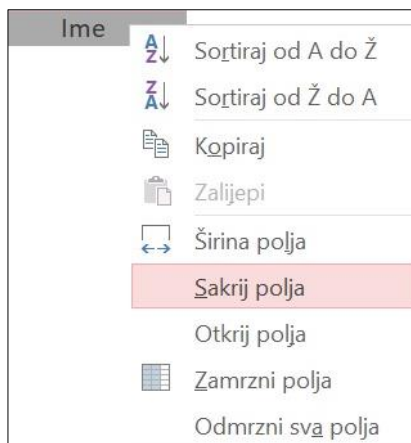 Ime
Sortiraj od A do Ž
Sortiraj od Ž do A
Kopiraj
Zalijepi
Širina polja
Sakrij polja
Otkrij polja
Zamrzni polja
Odmrzni sva polja